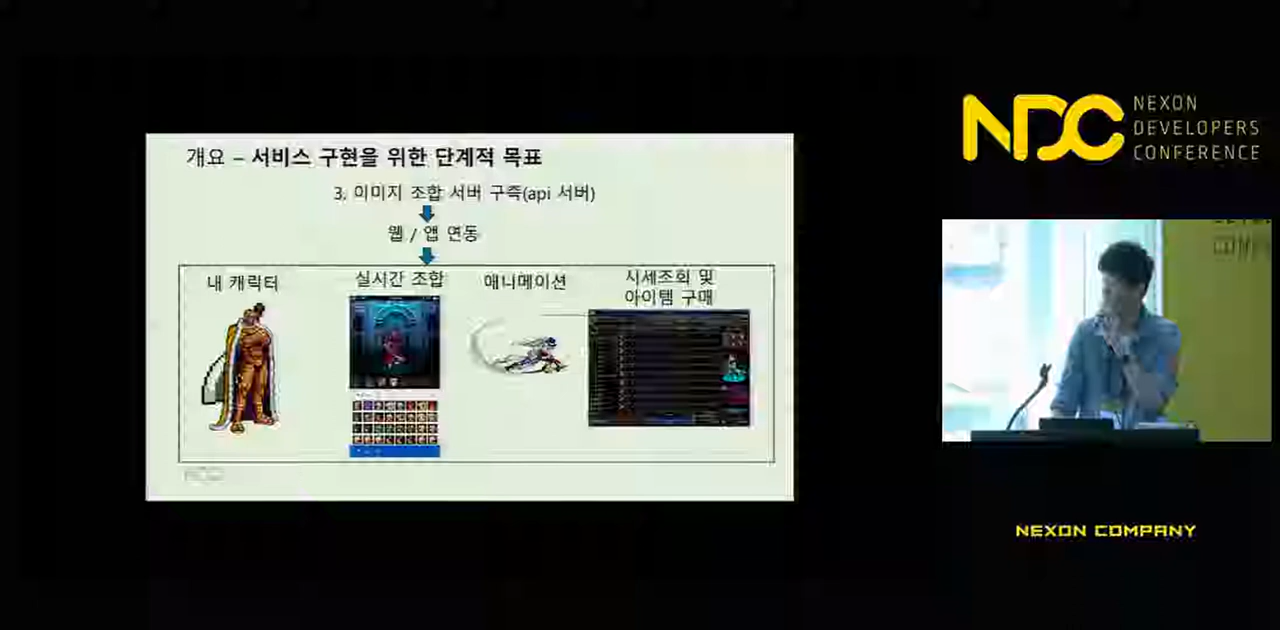 개요 – 서비스 구현을 위한 단계적 목표
3. 이미지 조합 서버 구축(api 서버)
웹 / 앱 연동
내 캐릭터
실시간 조합
애니메이션
시세조회 및
아이템 구매
NDC
NEXON
DEVELOPERS
CONFERENCE
NEXON COMPANY